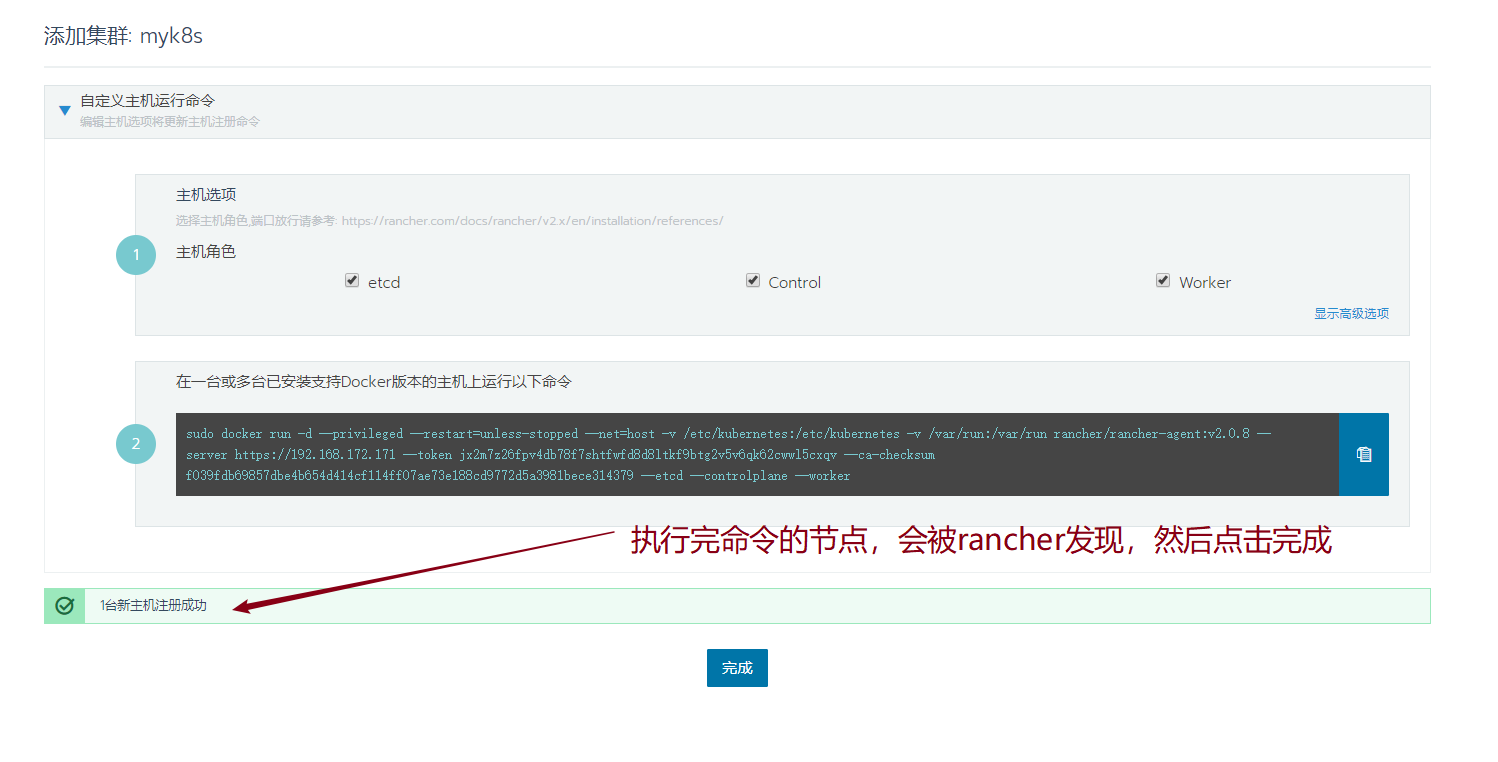 添加集群: myk8s
自定义主机运行命令
编辑主机选项将更新主机注册命令
主机选项
选择主机角色,端口放行请参考: https://rancher.com/docs/rancher/v2.x/en/installation/references/
1
主机角色
etcd
Control
Worker
显示高级选项
在一台或多台已安装支持Docker版本的主机上运行以下命令
2
sudo docker run -d --privileged --restart=unless-stopped --net=host -v /etc/kubernetes:/etc/kubernetes -v /var/run:/var/run rancher/rancher-agent:v2.0.8 --
server https://192.168.172.171 --token jx2m7z26fpv4db78f7shtfwfd8d8ltkf9btg2v5v6qk62cwwl5cxqv --ca-checksum
f039fdb69857dbe4b654d414cf114ff07ae73e188cd9772d5a3981bece314379 --etcd --controlplane --worker
执行完命令的节点，会被rancher发现，然后点击完成
1台新主机注册成功
完成